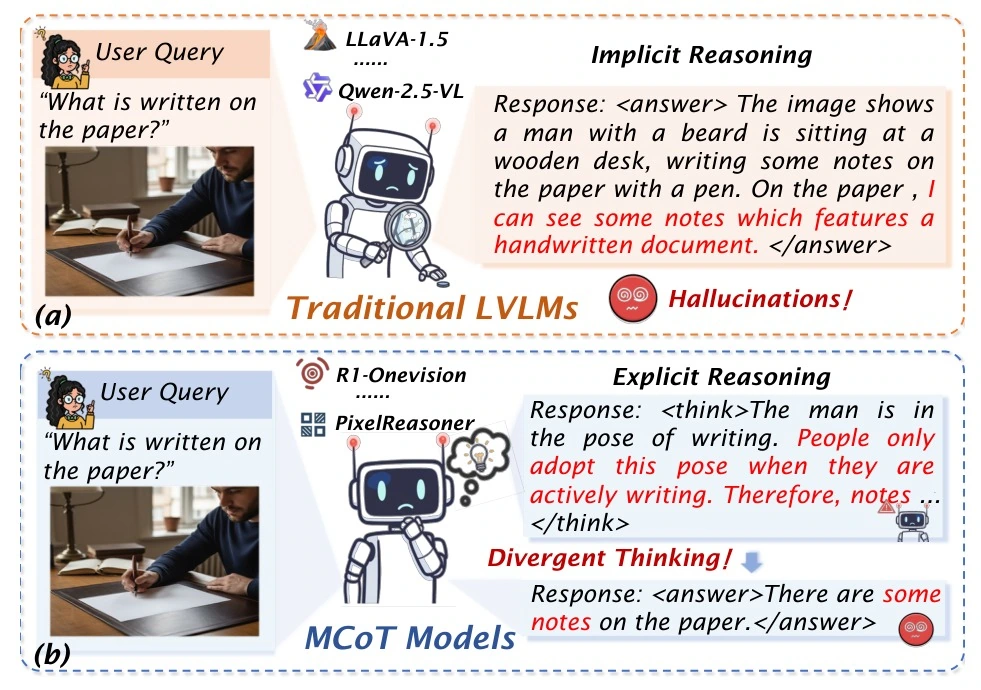 User Query
“What is written on
the paper?”
(a)
LLaVA-1.5
......
Qwen-2.5-VL
Traditional LVLMs
Implicit Reasoning
Response: <answer> The image shows
a man with a beard is sitting at a
wooden desk, writing some notes on
the paper with a pen. On the paper , I
can see some notes which features a
handwritten document. </answer>
Hallucinations!
User Query
“What is written on
the paper?”
(b)
R1-Onevision
......
PixelReasoner
MCoT Models
Explicit Reasoning
Response: <think>The man is in
the pose of writing. People only
adopt this pose when they are
actively writing. Therefore, notes ...
</think>
Divergent Thinking!
Response: <answer>There are some
notes on the paper.</answer>